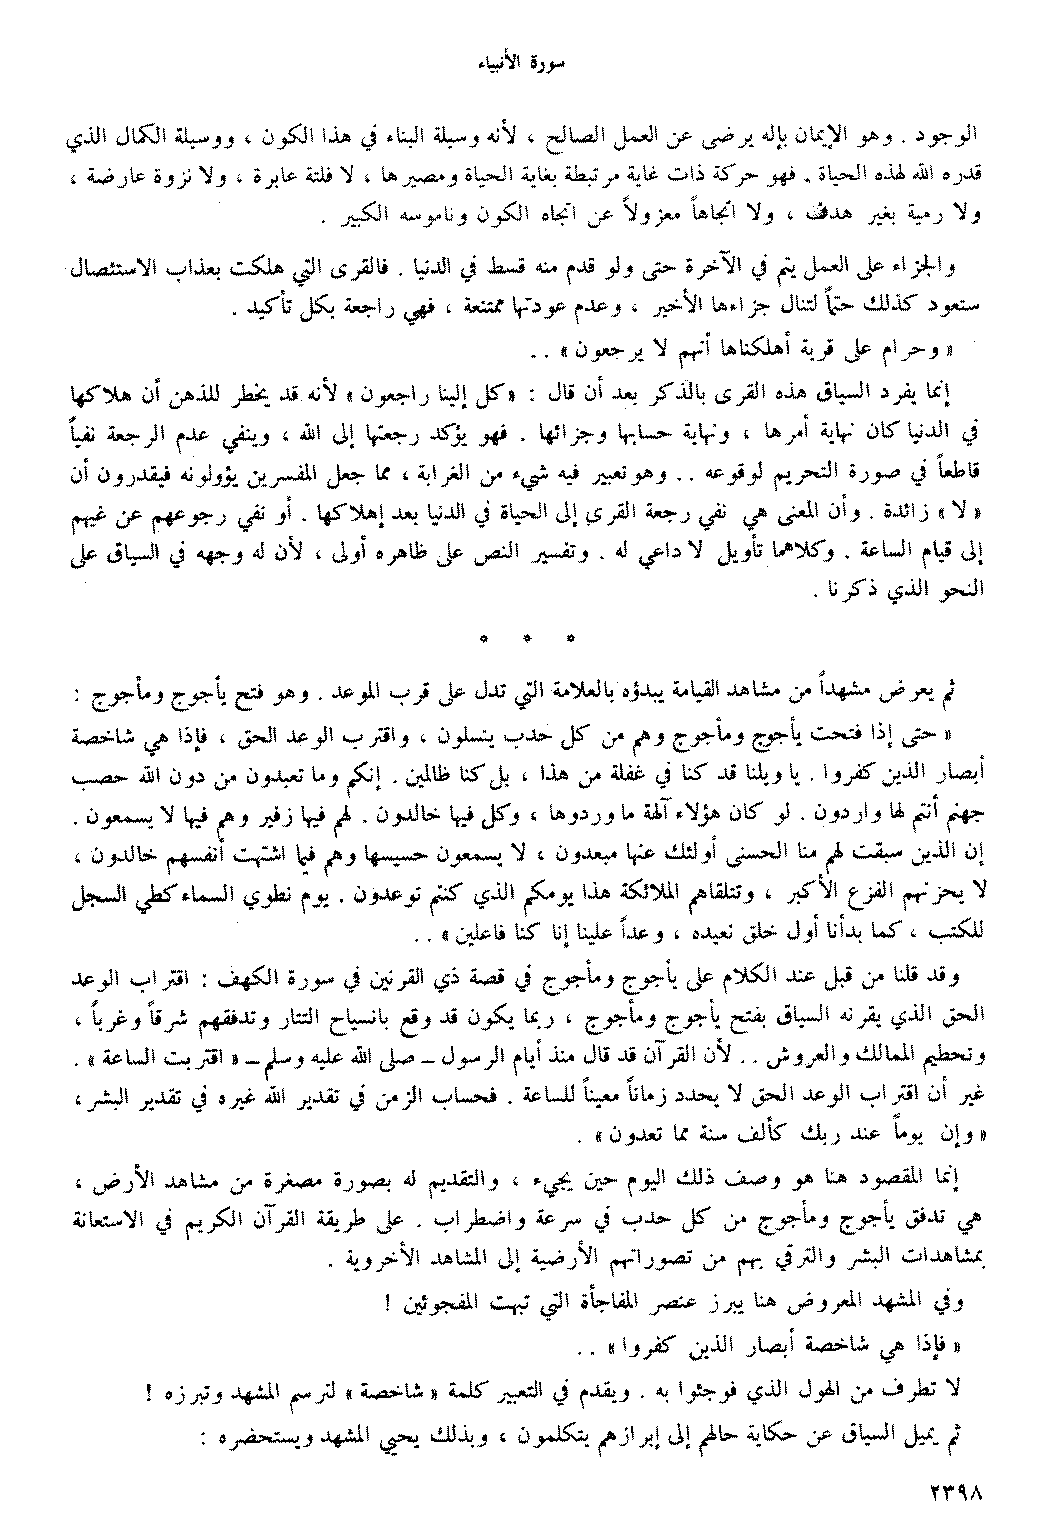 سورة الأنبياء
الوجود . وهو الإيمان بإله يرضى عن العمل الصالح ، لأنه وسيلة البناء في هذا الكون ، ووسيلة الكمال الذي
قدره الله لهذه الحياة . فهو حركة ذات غاية مرتبطة بغاية الحياة ومصيرها ، لا فلتة عابرة ، ولا نزوة عارضة ،
ولا رمية بغير هدف ، ولا اتجاهاً معزولاً عن اتجاه الكون وناموسه الكبير .
والجزاء على العمل يتم في الآخرة حتى ولو قدم منه قسط في الدنيا . فالقرى التي هلكت بعذاب الاستئصال
ستعود كذلك حتماً لتنال جزاءها الأخير ، وعدم عودتها ممتنعة ، فهي راجعة بكل تأكيد .
« وحرام على قرية أهلكناها أنهم لا يرجعون » ..
إنما يفرد السياق هذه القرى بالذكر بعد أن قال : « كل إلينا راجعون » لأنه قد يخطر للذهن أن هلاكها
في الدنيا كان نهاية أمرها ، ونهاية حسابها وجزائها . فهو يؤكد رجعتها إلى الله ، وينفي عدم الرجعة نفياً
قاطعاً في صورة التحريم لوقوعه .. وهو تعبير فيه شيء من الغرابة ، مما جعل المفسرين يؤولونه فيقدرون أن
« لا » زائدة . وأن المعنى هي نفي رجعة القرى إلى الحياة في الدنيا بعد إهلاكها . أو نفي رجوعهم عن غيهم
إلى قيام الساعة . وكلاهما تأويل لا داعي له . وتفسير النص على ظاهره أولى ، لأن له وجهه في السياق على
النحو الذي ذكرنا .
* * *
ثم يعرض مشهداً من مشاهد القيامة يبدؤه بالعلامة التي تدل على قرب الموعد . وهو فتح يأجوج ومأجوج :
« حتى إذا فتحت يأجوج ومأجوج وهم من كل حدب ينسلون ، واقترب الوعد الحق ، فإذا هي شاخصة
أبصار الذين كفروا . يا ويلنا قد كنا في غفلة من هذا ، بل كنا ظالمين . إنكم وما تعبدون من دون الله حصب
جهنم أنتم لها واردون . لو كان هؤلاء آلهة ما وردوها ، وكل فيها خالدون . لهم فيها زفير وهم فيها لا يسمعون .
إن الذين سبقت لهم منا الحسنى أولئك عنها مبعدون ، لا يسمعون حسيسها وهم فيما اشتهت أنفسهم خالدون ،
لا يحزنهم الفزع الأكبر ، وتتلقاهم الملائكة هذا يومكم الذي كنتم توعدون . يوم نطوي السماء كطي السجل
للكتب ، كما بدأنا أول خلق نعيده ، وعداً علينا إنا كنا فاعلين » ..
وقد قلنا من قبل عند الكلام على يأجوج ومأجوج في قصة ذي القرنين في سورة الكهف : اقتراب الوعد
الحق الذي يقرنه السياق بفتح يأجوج ومأجوج ، ربما يكون قد وقع بانسياح التتار وتدفقهم شرقاً وغرباً ،
وتحطيم الممالك والعروش .. لأن القرآن قد قال منذ أيام الرسول – صلى الله عليه وسلم – « اقتربت الساعة » .
غير أن اقتراب الوعد الحق لا يحدد زماناً معيناً للساعة . فحساب الزمن في تقدير الله غيره في تقدير البشر ،
« وإن يوماً عند ربك كألف سنة مما تعدون » .
إنما المقصود هنا هو وصف ذلك اليوم حين يجيء ، والتقديم له بصورة مصغرة من مشاهد الأرض ،
هي تدفق يأجوج ومأجوج من كل حدب في سرعة واضطراب . على طريقة القرآن الكريم في الاستعانة
بمشاهدات البشر والترقي بهم من تصوراتهم الأرضية إلى المشاهد الأخروية .
وفي المشهد المعروض هنا يبرز عنصر المفاجأة التي تبهت المفجوئين !
« فإذا هي شاخصة أبصار الذين كفروا » ..
لا تطرف من الهول الذي فوجئوا به . ويقدم في التعبير كلمة « شاخصة » لترسم المشهد وتبرزه !
ثم يميل السياق عن حكاية حالهم إلى إبرازهم يتكلمون ، وبذلك يحيي المشهد ويستحضره :
٢٣٩٨